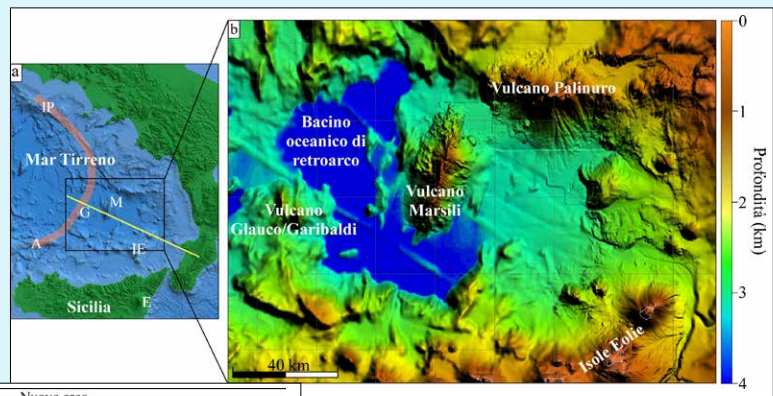 a
IP
Mar Tirreno
M
G
A
IE
Sicilia
E
b
Bacino
oceanico di
retroarco
Vulcano Palinuro
Vulcano
Marsili
Vulcano
Glauco/Garibaldi
Isole Eolie
40 km
0
1
2
3
4
Profondità (km)